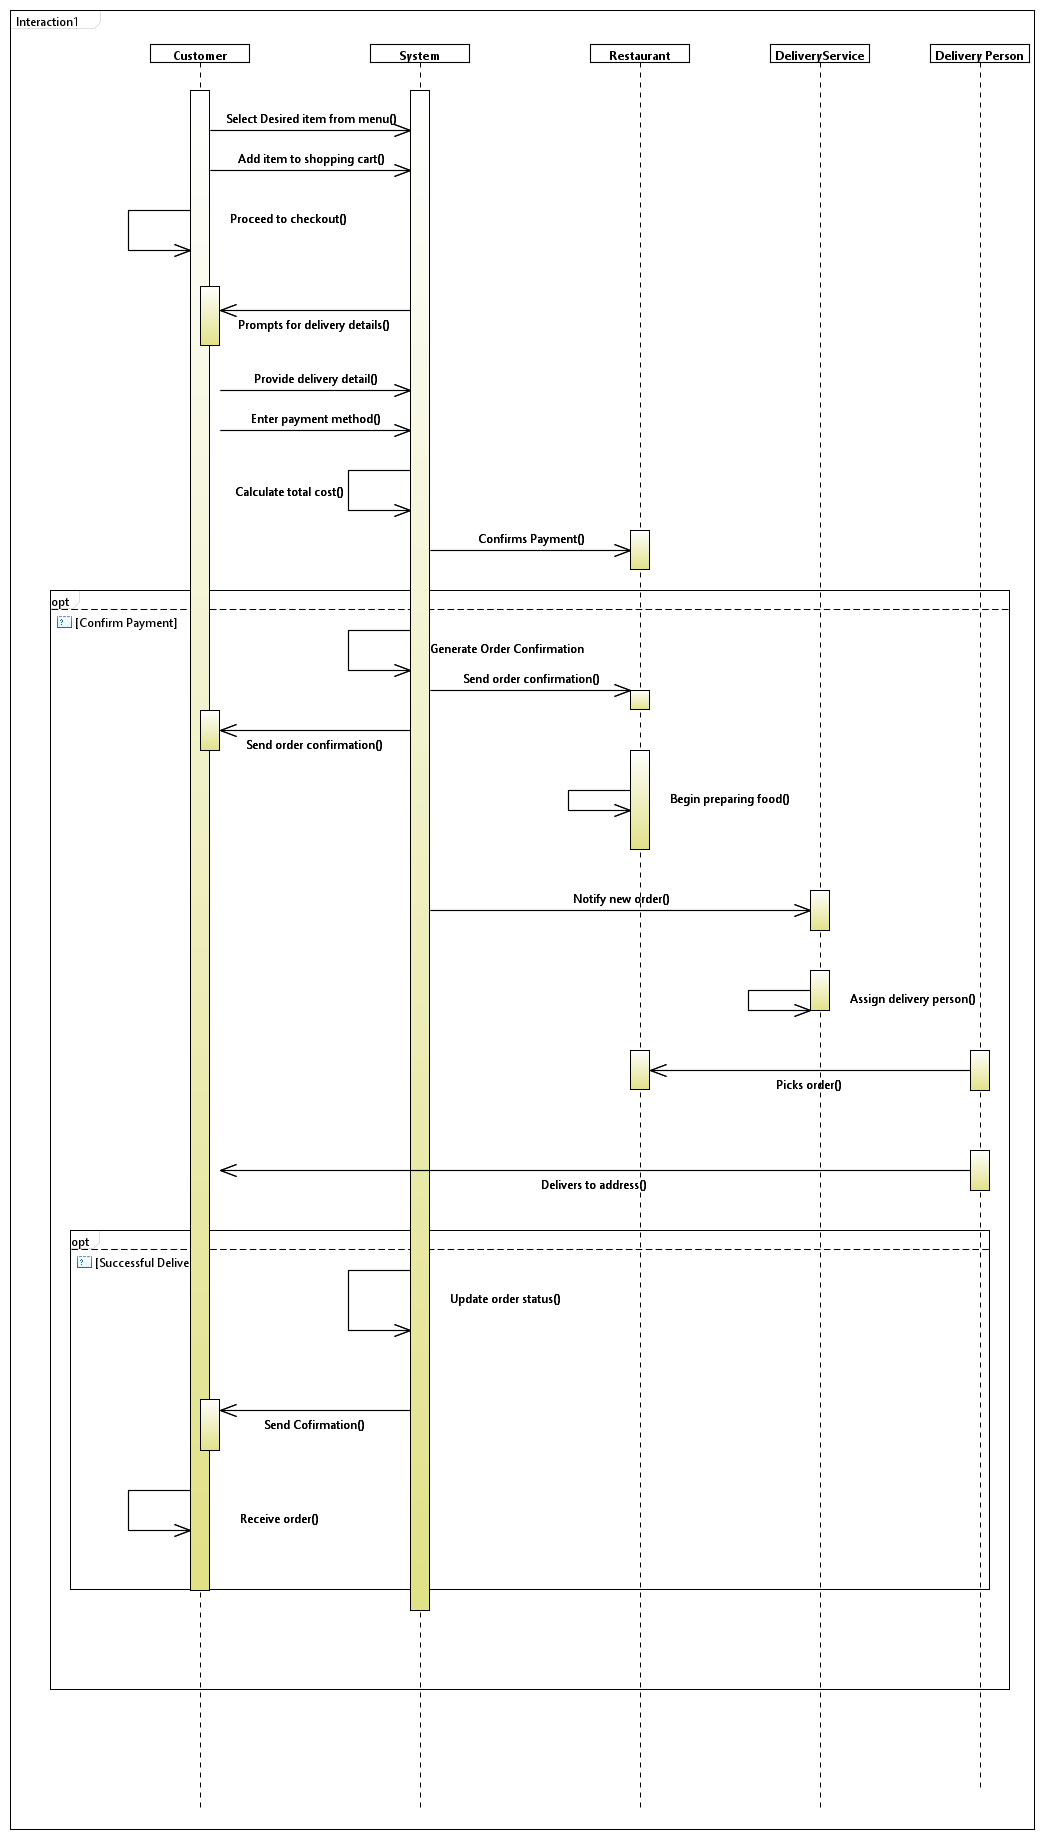 Interaction1
Customer
System
Restaurant
DeliveryService
Delivery Person
Select Desired item from menu()
Add item to shopping cart()
Proceed to checkout()
Prompts for delivery details()
Provide delivery detail()
Enter payment method()
Calculate total cost()
Confirms Payment()
opt
[Confirm Payment]
Generate Order Confirmation
Send order confirmation()
Send order confirmation()
Begin preparing food()
Notify new order()
Assign delivery person()
Picks order()
Delivers to address()
opt
[Successful Delive
Update order status()
Send Cofirmation()
Receive order()